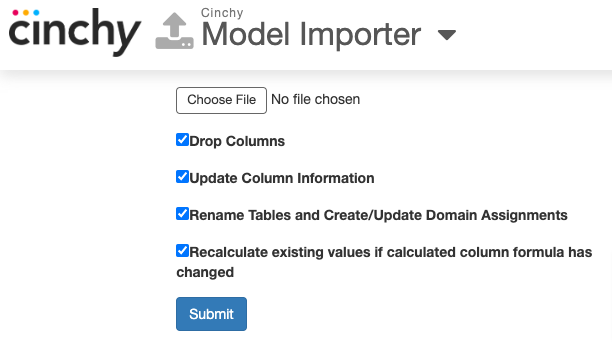 cinchy
Cinchy
Model Importer
Choose File No file chosen
Drop Columns
Update Column Information
Rename Tables and Create/Update Domain Assignments
Recalculate existing values if calculated column formula has
changed
Submit